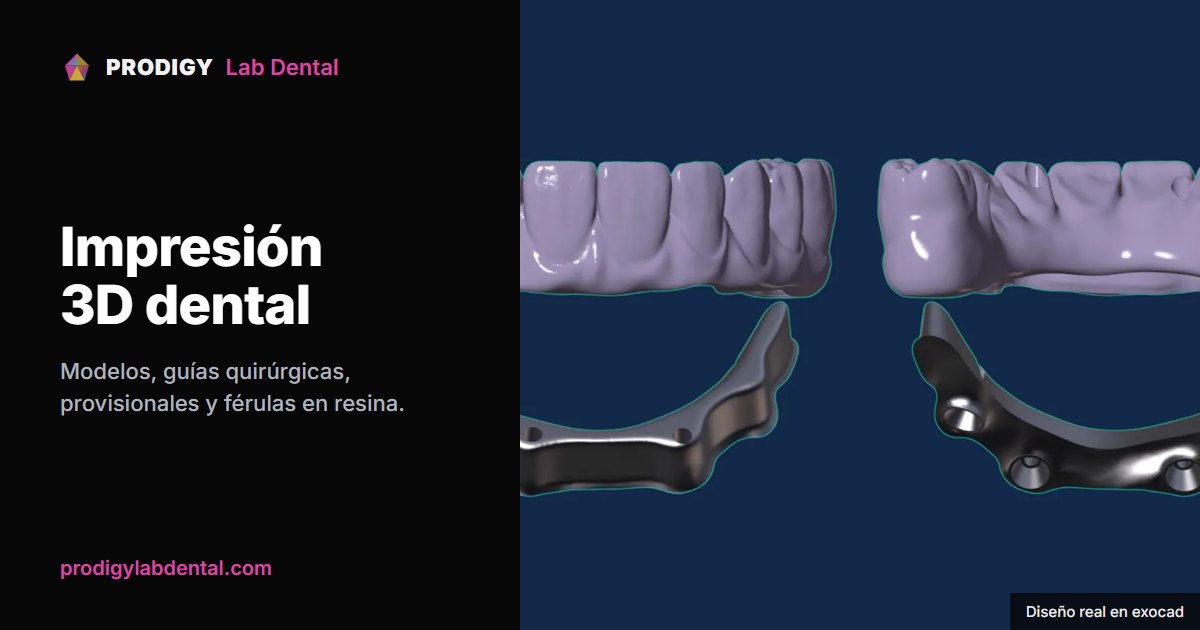 PRODIGY Lab Dental
Impresión
3D dental
Modelos, guías quirúrgicas,
provisionales y férulas en resina.
prodigylabdental.com
Diseño real en exocad